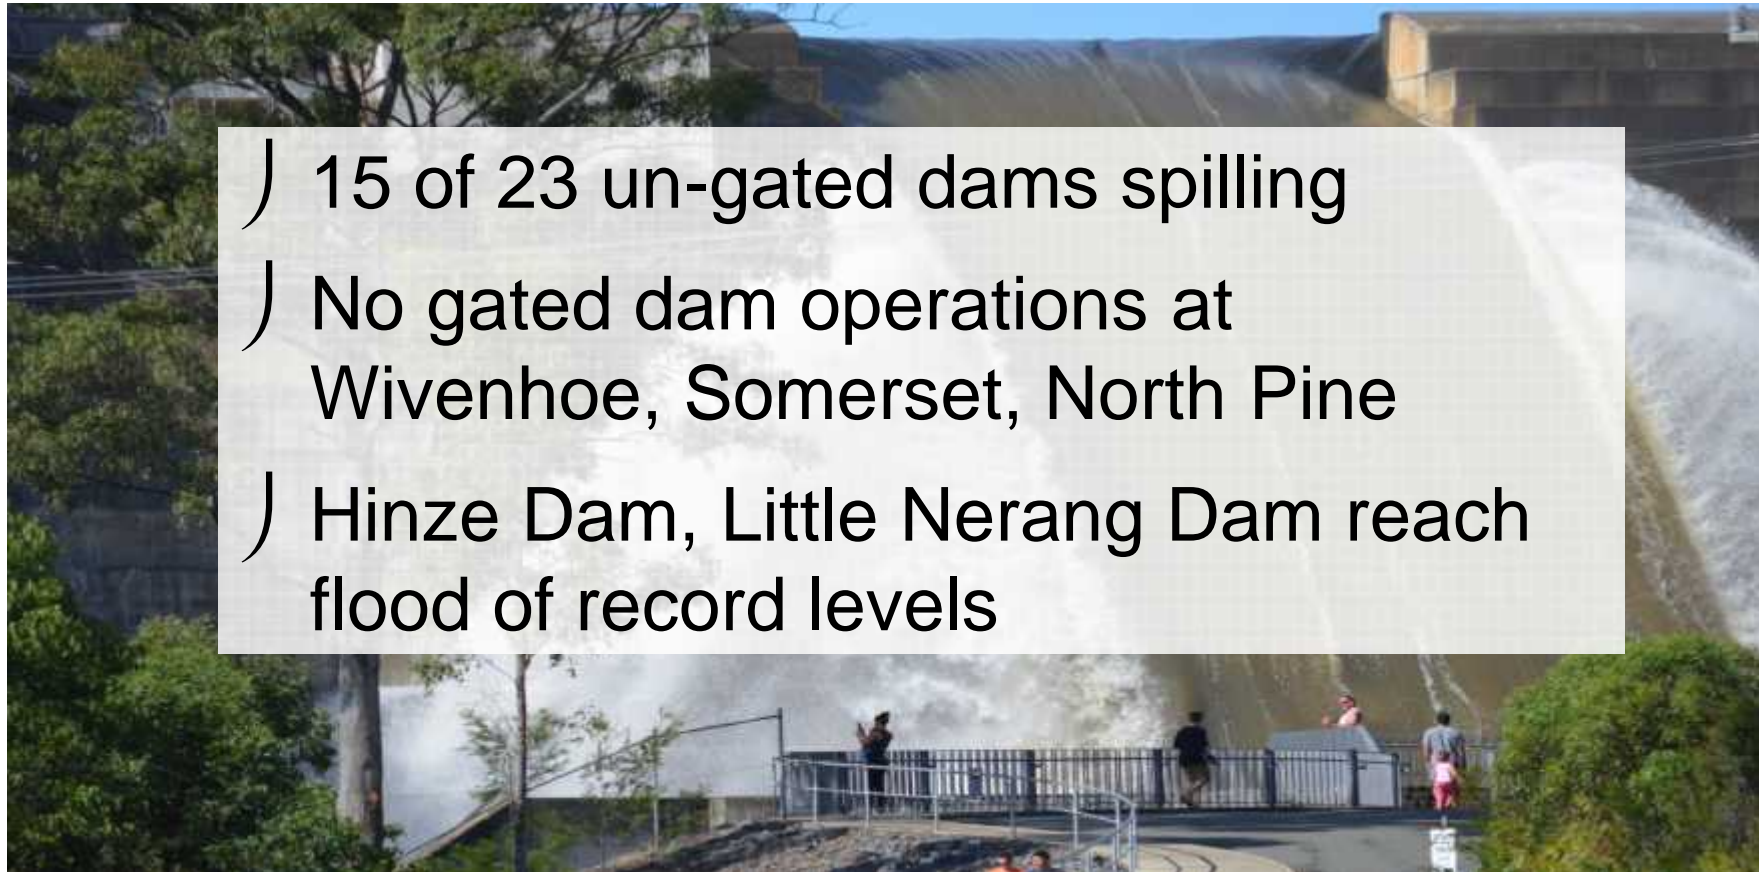 15 of 23 un-gated dams spilling
No gated dam operations at
Wivenhoe, Somerset, North Pine
Hinze Dam, Little Nerang Dam reach
flood of record levels